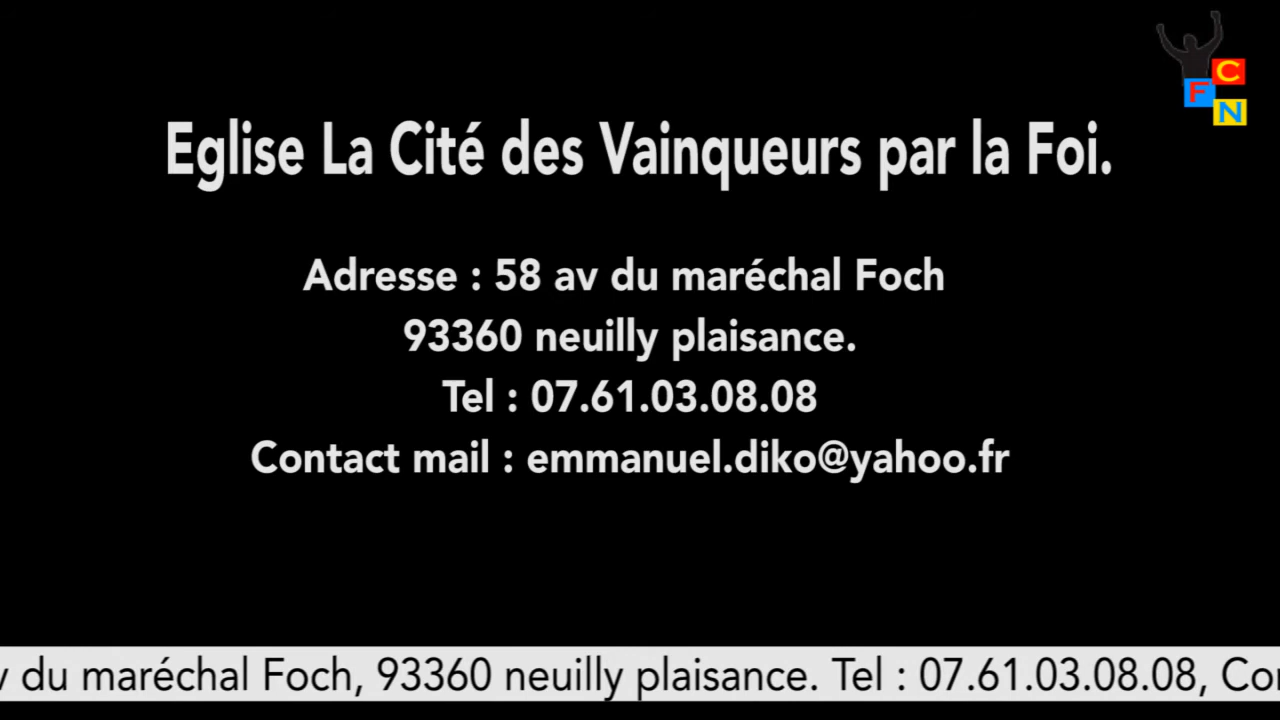 C
F
N
Eglise La Cité des Vainqueurs par la Foi.
Adresse : 58 av du maréchal Foch
93360 neuilly plaisance.
Tel : 07.61.03.08.08
Contact mail : emmanuel.diko@yahoo.fr
du maréchal Foch, 93360 neuilly plaisance. Tel : 07.61.03.08.08,